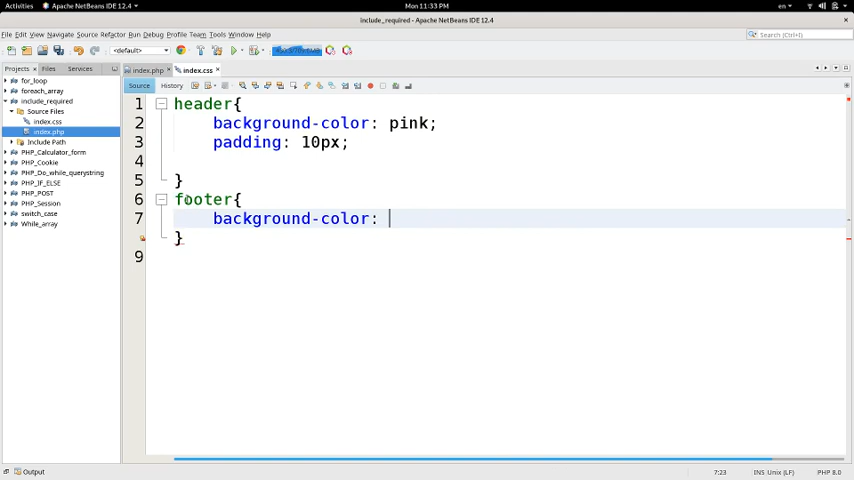 Activities
Apache NetBeans IDE 12.4
Mon 11:33 PM
en
include_required - Apache NetBeans IDE 12.4
File Edit View Navigate Source Refactor Run Debug Profile Team Tools Window Help
Search (Ctrl+I)
<default>
Projects
Files
Services
index.php
index.css
Source
History
for_loop
foreach_array
include_required
Source Files
index.css
index.php
Include Path
PHP_Calculator_form
PHP_Cookie
PHP_Do_while_querystring
PHP_IF_ELSE
PHP_POST
PHP_Session
switch_case
While_array
1 header{
2 background-color: pink;
3 padding: 10px;
4
5 }
6 footer{
7 background-color:
}
9
Output
7:23
INS Unix (LF)
PHP 8.0